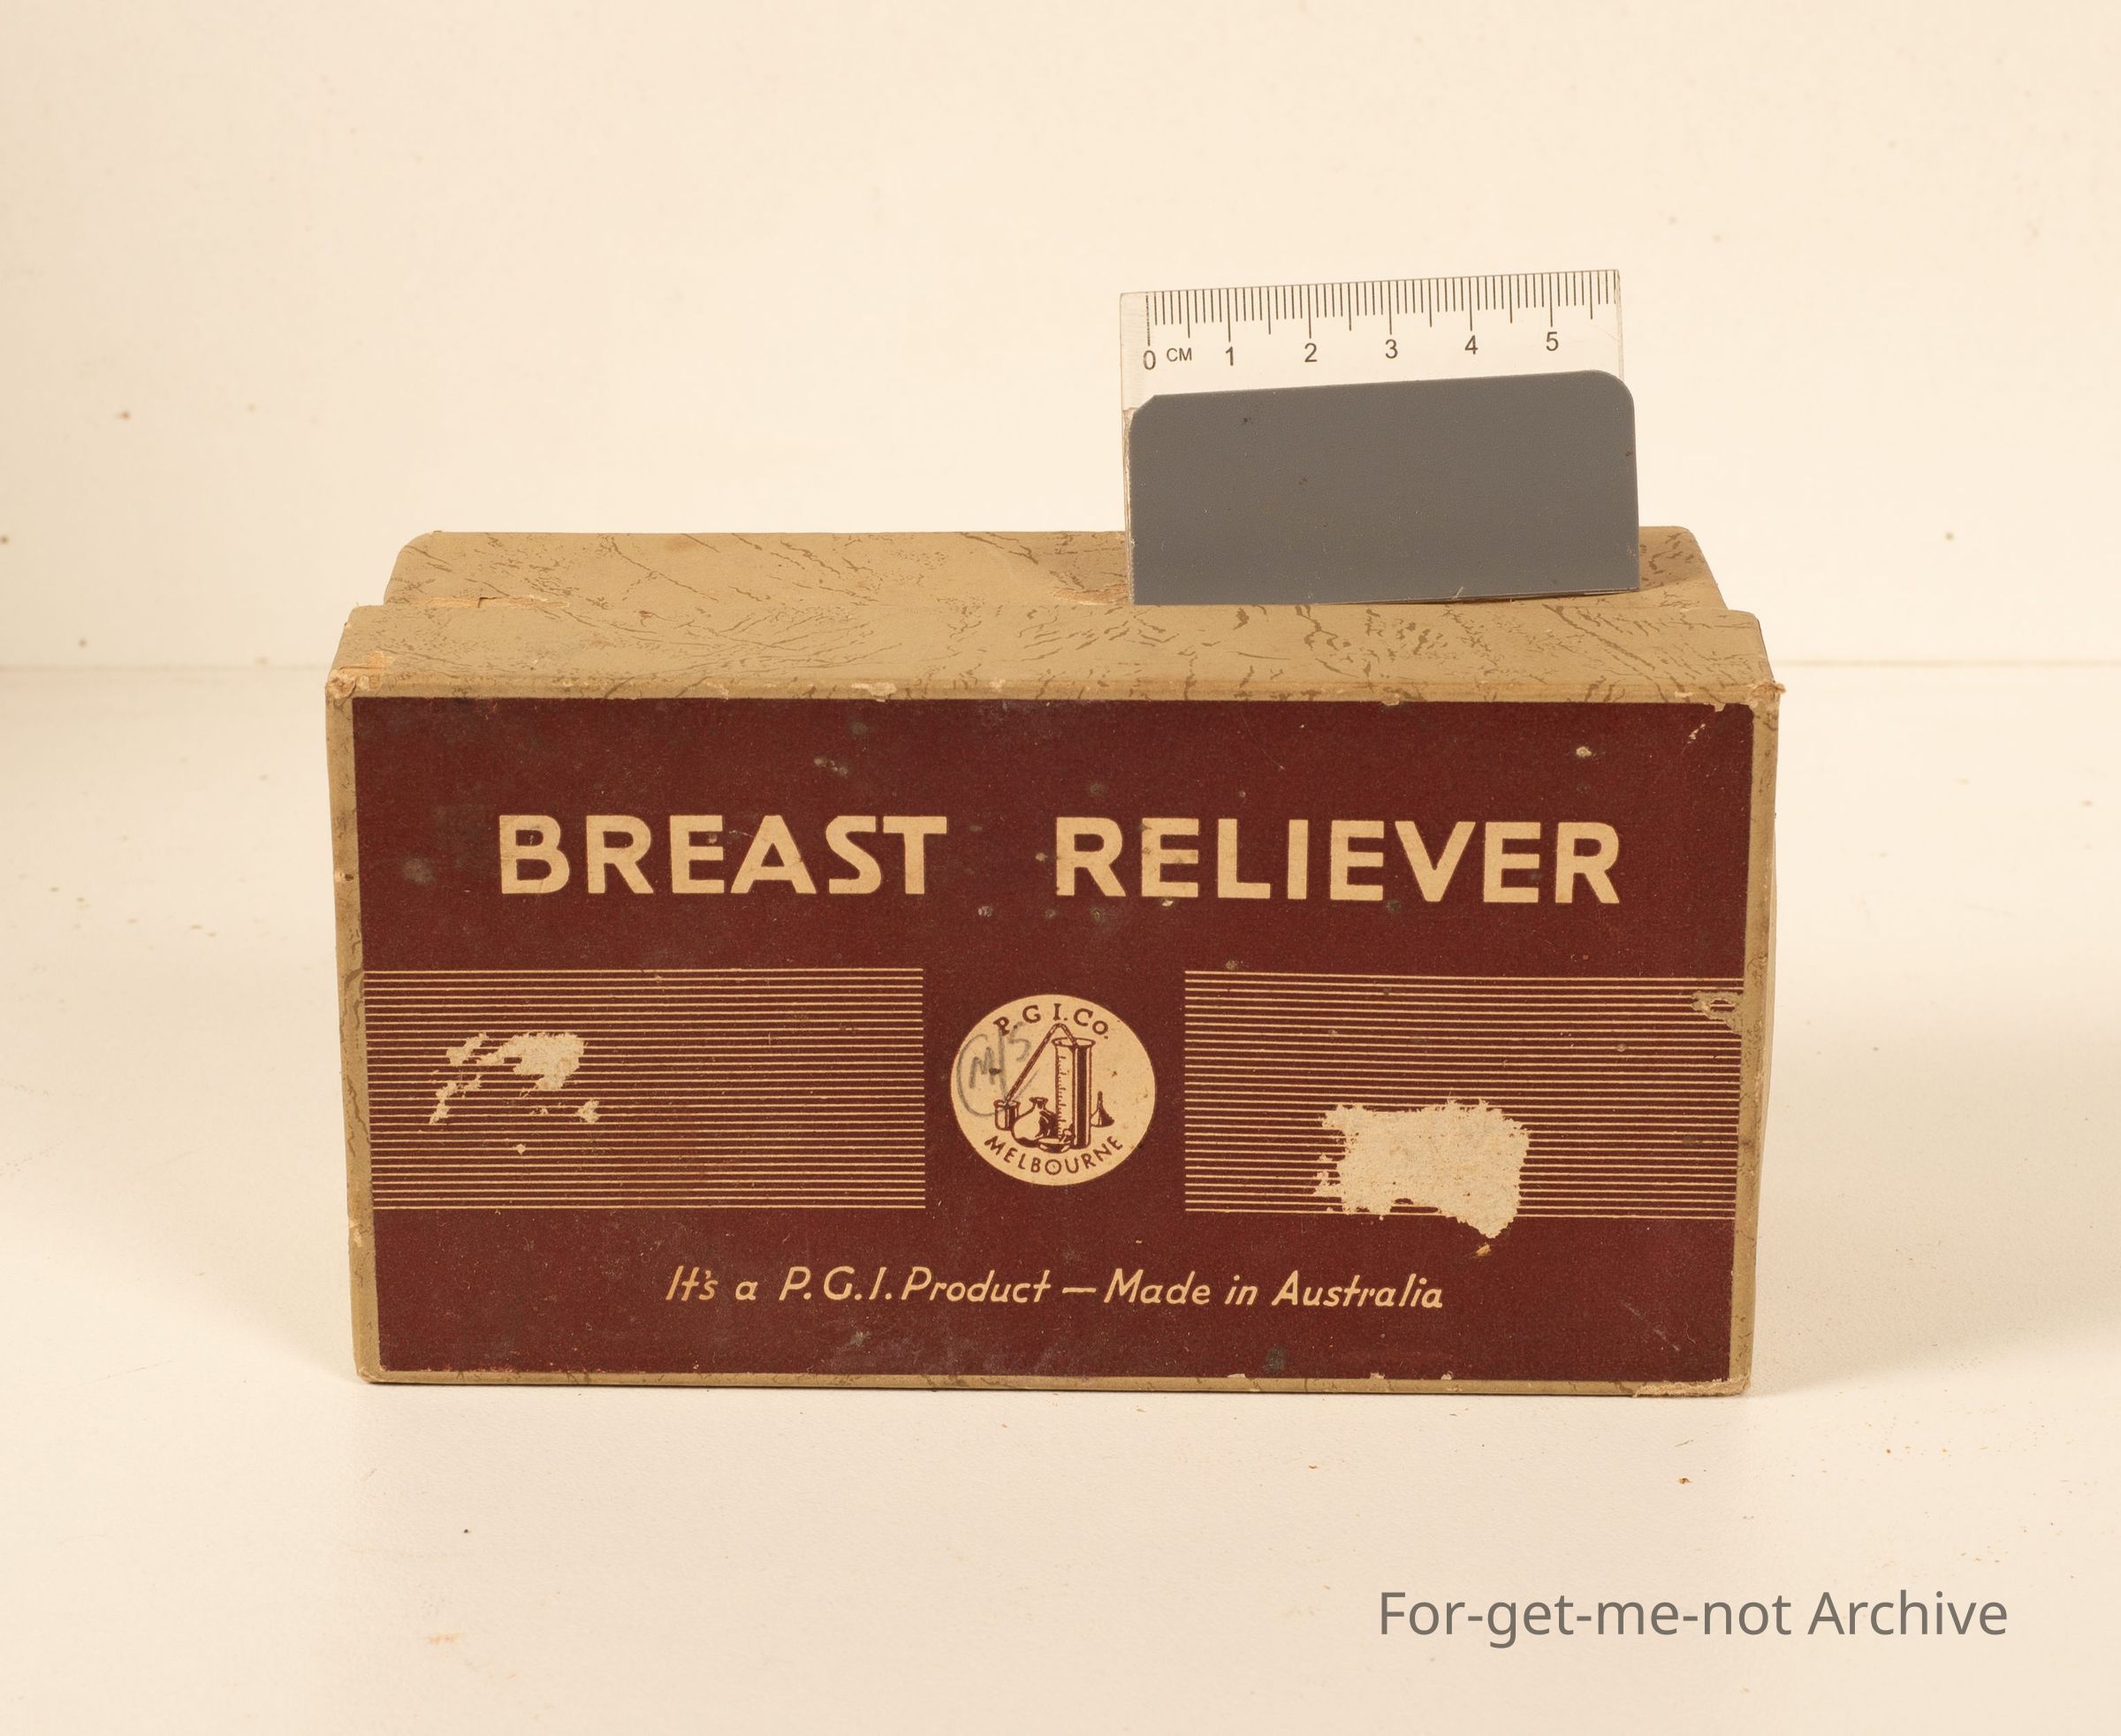 0 CM 1 2 3 4 5
BREAST RELIEVER
P.G.I.Co.
M/S
MELBOURNE
It's a P.G.I. Product — Made in Australia
For-get-me-not Archive